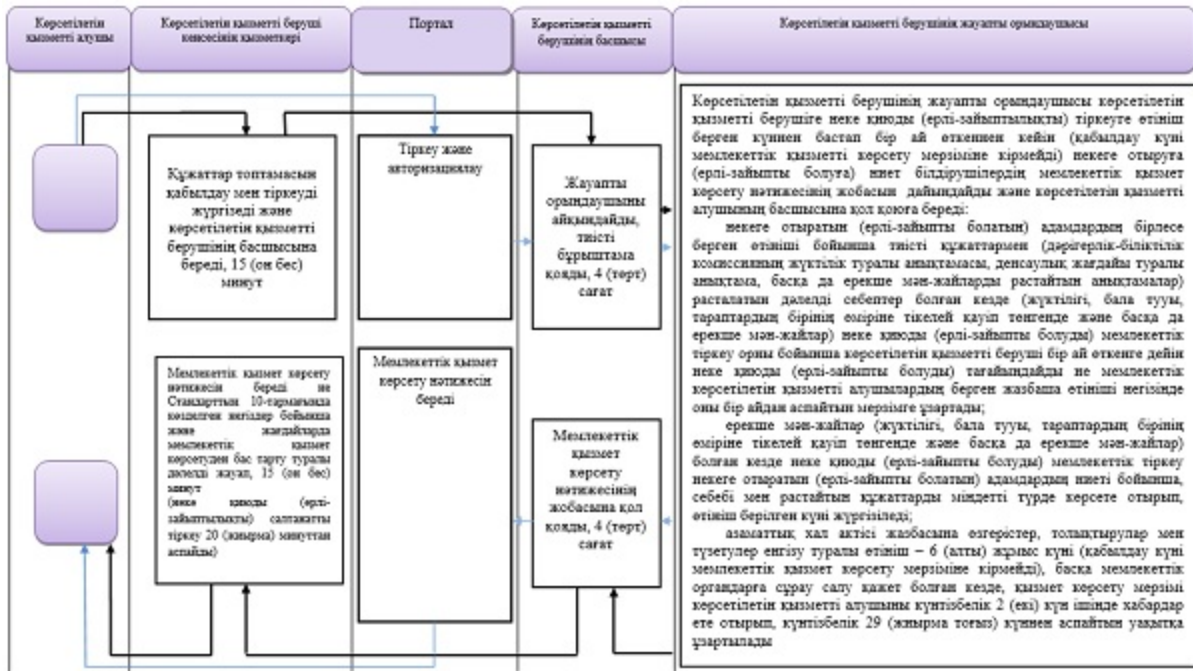 Көрсетілетін
қызметті алушы
Көрсетілетін қызметті беруші
кеңсесінің қызметкері
Портал
Көрсетілетін қызметті
берушінің басшысы
Көрсетілетін қызметті берушінің жауапты орындаушысы
Құжаттар топтамасын
қабылдау мен тіркеуді
жүргізеді және
көрсетілетін қызметті
берушінің басшысына
береді, 15 (он бес)
минут
Тіркеу және
авторизациялау
Жауапты
орындаушыны
айқындайды,
тиісті
бұрыштама
қояды, 4 (төрт)
сағат
Мемлекеттік қызмет көрсету
нәтижесін береді не
Стандарттың 10-тармағында
көзделген негіздер бойынша
және жағдайларда
мемлекеттік қызмет
көрсетуден бас тарту туралы
дәлелді жауап, 15 (он бес)
минут
(неке қиюды (ерлі-
зайыптылықты) салтанатты
тіркеу 20 (жиырма) минуттан
аспайды)
Мемлекеттік қызмет
көрсету нәтижесін
береді
Мемлекеттік
қызмет
көрсету
нәтижесінің
жобасына қол
қояды, 4 (төрт)
сағат
Көрсетілетін қызметті берушінің жауапты орындаушысы көрсетілетін
қызметті берушіге неке қиюды (ерлі-зайыптылықты) тіркеуге өтініш
берген күннен бастап бір ай өткеннен кейін (қабылдау күні
мемлекеттік қызметті көрсету мерзіміне кірмейді) некеге отыруға
(ерлі-зайыпты болуға) ниет білдірушілердің мемлекеттік қызмет
көрсету нәтижесінің жобасын дайындайды және көрсетілетін қызметті
алушының басшысына қол қоюға береді:
некеге отыратын (ерлі-зайыпты болатын) адамдардың бірлесе
берген өтініші бойынша тиісті құжаттармен (дәрігерлік-біліктілік
комиссияның жүктілік туралы анықтамасы, денсаулық жағдайы туралы
анықтама, басқа да ерекше мән-жайларды растайтын анықтамалар)
расталатын дәлелді себептер болған кезде (жүктілігі, бала тууы,
тараптардың бірінің өміріне тікелей қауіп төнгенде және басқа да
ерекше мән-жайлар) неке қиюды (ерлі-зайыпты болуды) мемлекеттік
тіркеу орны бойынша көрсетілетін қызметті беруші бір ай өткенге дейін
неке қиюды (ерлі-зайыпты болуды) тағайындайды не мемлекеттік
көрсетілетін қызметті алушылардың берген жазбаша өтініші негізінде
оны бір айдан аспайтын мерзімге ұзартады;
ерекше мән-жайлар (жүктілігі, бала тууы, тараптардың бірінің
өміріне тікелей қауіп төнгенде және басқа да ерекше мән-жайлар)
болған кезде неке қиюды (ерлі-зайыпты болуды) мемлекеттік тіркеу
некеге отыратын (ерлі-зайыпты болатын) адамдардың ниеті бойынша,
себебі мен растайтын құжаттарды міндетті түрде көрсете отырып,
өтініш берілген күні жүргізіледі;
азаматтық хал актісі жазбасына өзгерістер, толықтырулар мен
түзетулер енгізу туралы өтініш – 6 (алты) жұмыс күні (қабылдау күні
мемлекеттік қызмет көрсету мерзіміне кірмейді), басқа мемлекеттік
органдарға сұрау салу қажет болған кезде, қызмет көрсету мерзімі
көрсетілетін қызметті алушыны күнтізбелік 2 (екі) күн ішінде хабардар
ете отырып, күнтізбелік 29 (жиырма тоғыз) күннен аспайтын уақытқа
ұзартылады